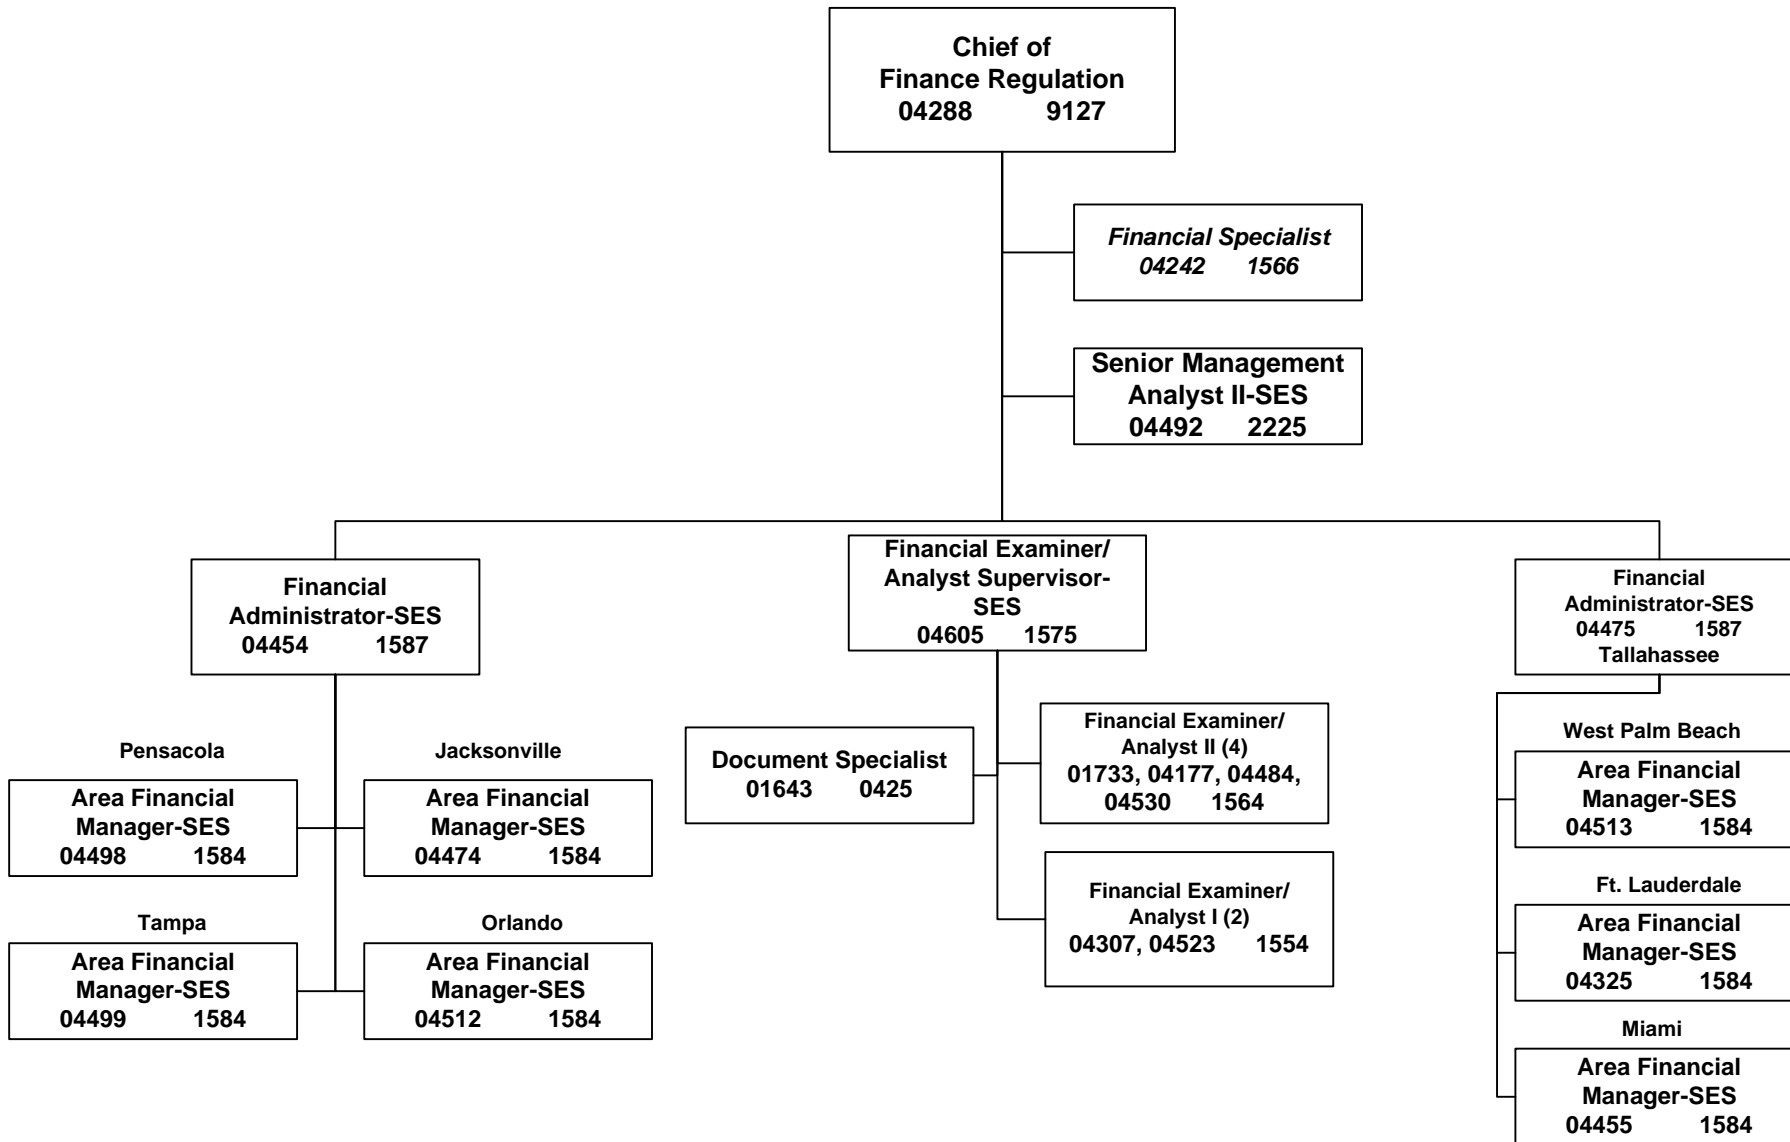 Chief of
Finance Regulation
04288 9127
Financial Specialist
04242 1566
Senior Management
Analyst II-SES
04492 2225
Financial
Administrator-SES
04454 1587
Pensacola
Area Financial
Manager-SES
04498 1584
Jacksonville
Area Financial
Manager-SES
04474 1584
Tampa
Area Financial
Manager-SES
04499 1584
Orlando
Area Financial
Manager-SES
04512 1584
Financial Examiner/
Analyst Supervisor-
SES
04605 1575
Document Specialist
01643 0425
Financial Examiner/
Analyst II (4)
01733, 04177, 04484,
04530 1564
Financial Examiner/
Analyst I (2)
04307, 04523 1554
Financial
Administrator-SES
04475 1587
Tallahassee
West Palm Beach
Area Financial
Manager-SES
04513 1584
Ft. Lauderdale
Area Financial
Manager-SES
04325 1584
Miami
Area Financial
Manager-SES
04455 1584